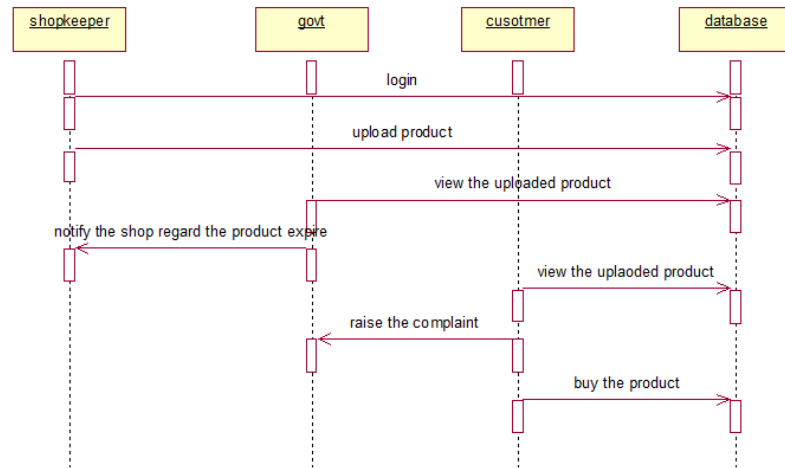 shopkeeper
govt
cusotmer
database
login
upload product
view the uploaded product
notify the shop regard the product expire
view the uplaoded product
raise the complaint
buy the product